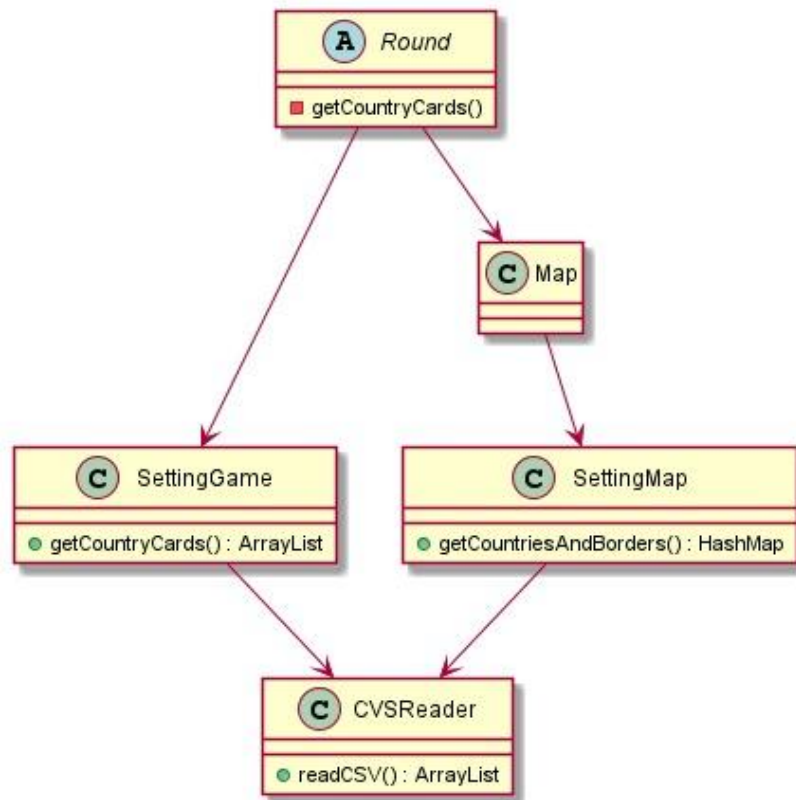 A Round
getCountryCards()
C Map
C SettingGame
getCountryCards() : ArrayList
C SettingMap
getCountriesAndBorders() : HashMap
C CVSReader
readCSV() : ArrayList